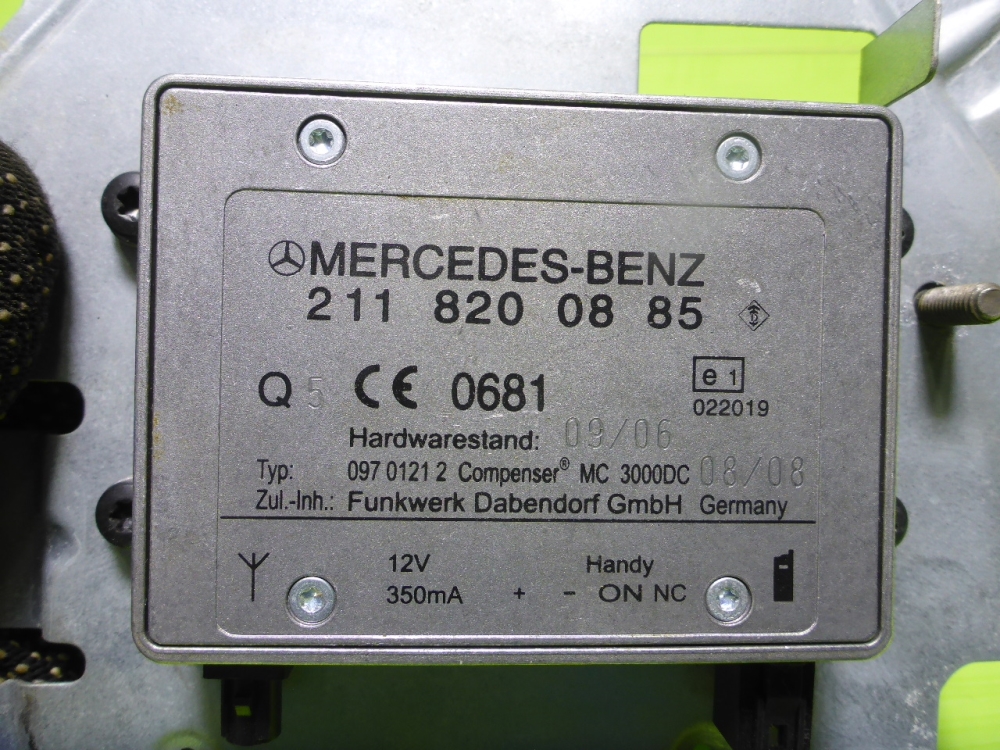 MERCEDES-BENZ
211 820 08 85
Q 5 CE 0681
e 1
022019
Hardwarestand: 09/06
Typ: 097 0121 2 Compenser® MC 3000DC 08/08
Zul.-Inh.: Funkwerk Dabendorf GmbH Germany
12V Handy
350mA + - ON NC